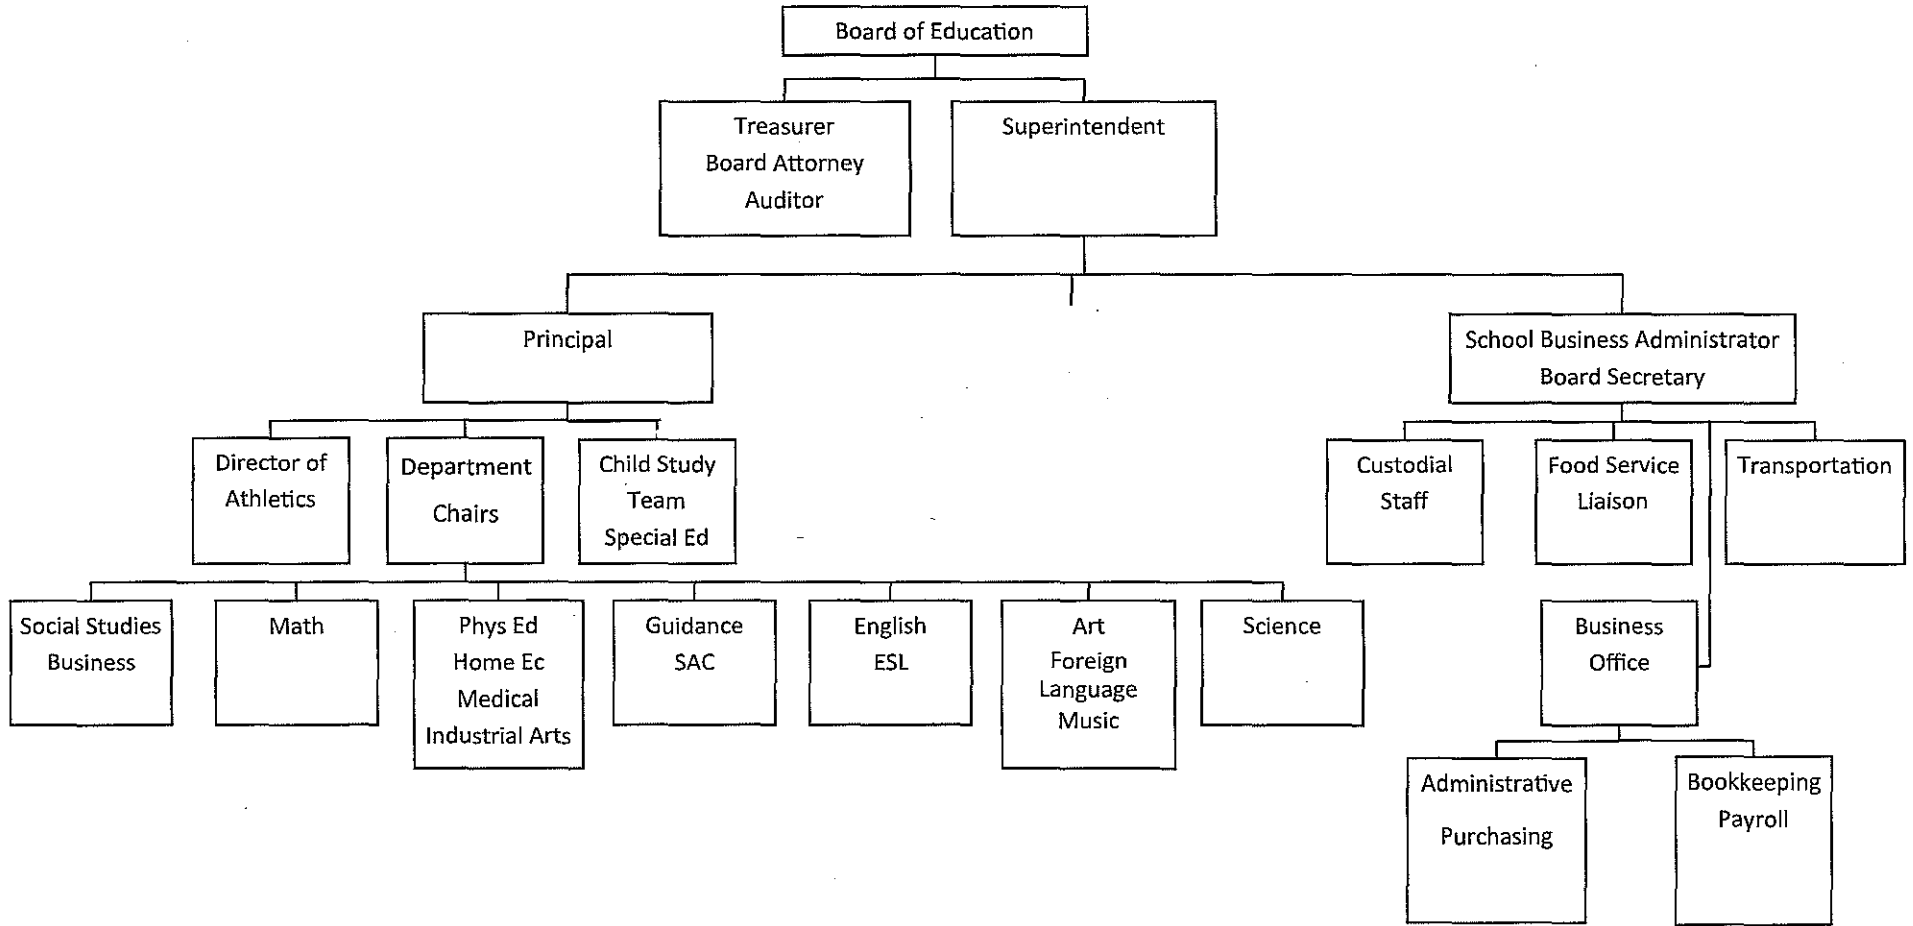 Board of Education
Treasurer
Board Attorney
Auditor
Superintendent
Principal
School Business Administrator
Board Secretary
Director of
Athletics
Department
Chairs
Child Study
Team
Special Ed
Custodial
Staff
Food Service
Liaison
Transportation
Social Studies
Business
Math
Phys Ed
Home Ec
Medical
Industrial Arts
Guidance
SAC
English
ESL
Art
Foreign
Language
Music
Science
Business
Office
Administrative
Purchasing
Bookkeeping
Payroll